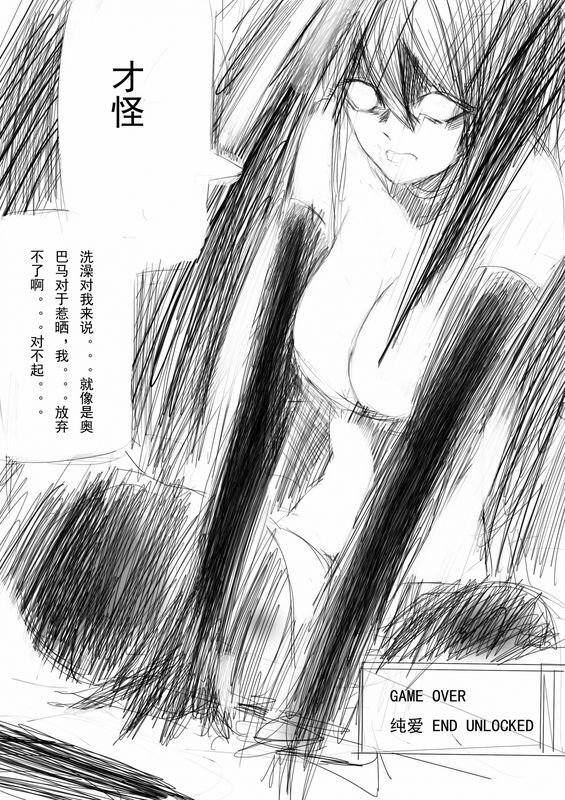 才怪
洗澡对我来说。。。就像是奥
巴马对于惹晒，我。。。放弃
不了啊。。。对不起。。。
GAME OVER
纯爱 END UNLOCKED